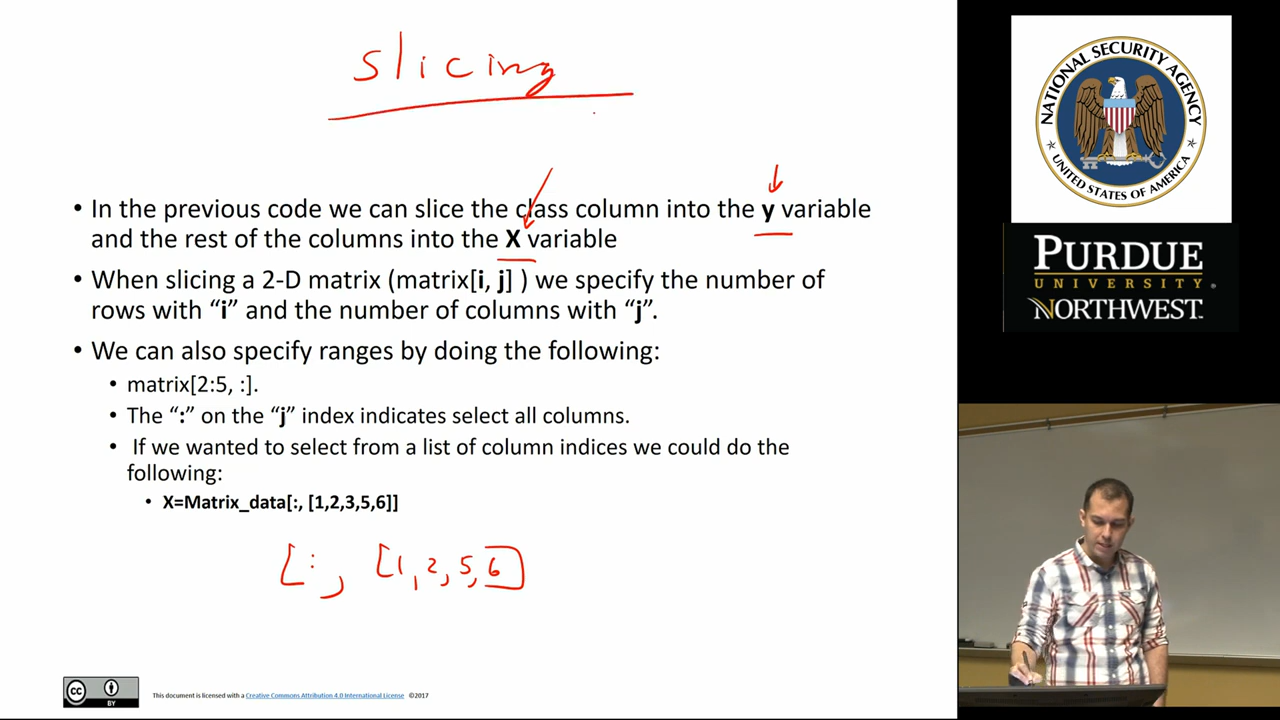 slicing
• In the previous code we can slice the class column into the y variable
and the rest of the columns into the X variable
• When slicing a 2-D matrix (matrix[i, j] ) we specify the number of
rows with “i” and the number of columns with “j”.
• We can also specify ranges by doing the following:
• matrix[2:5, :].
• The “:” on the “j” index indicates select all columns.
• If we wanted to select from a list of column indices we could do the
following:
• X=Matrix_data[:, [1,2,3,5,6]]
[:, [1,2,5,6]
cc BY
This document is licensed with a Creative Commons Attribution 4.0 International License ©2017
NATIONAL SECURITY AGENCY
UNITED STATES OF AMERICA
PURDUE
UNIVERSITY
NORTHWEST